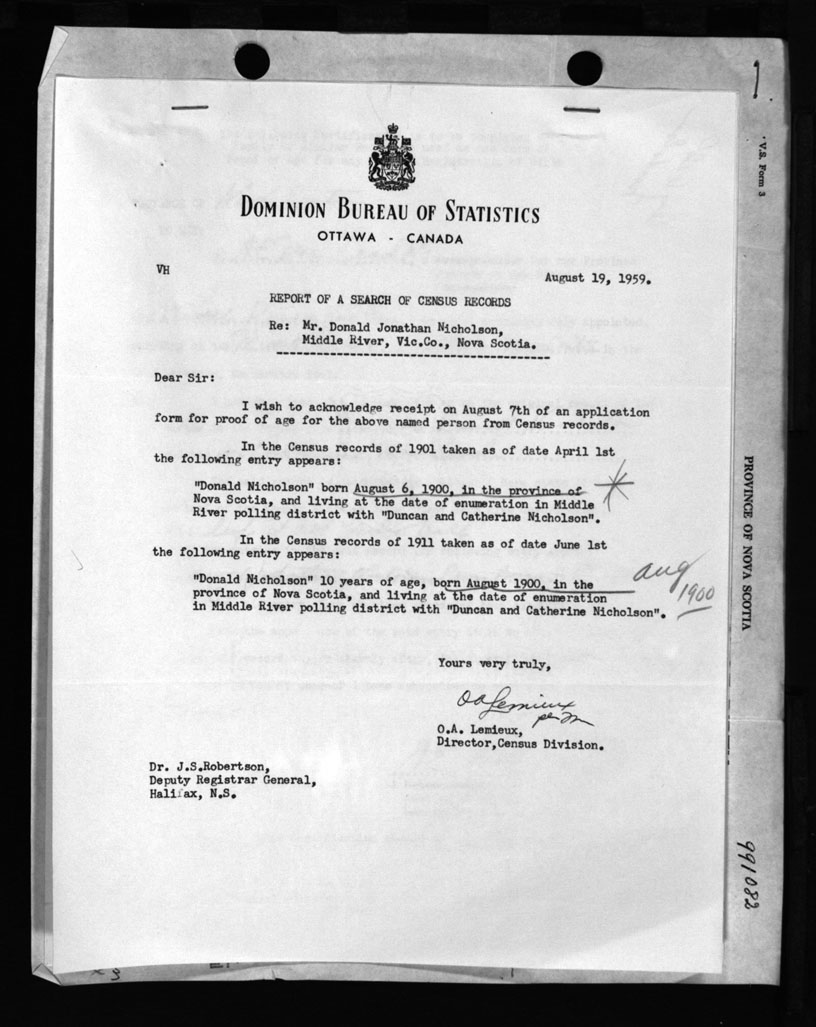 DOMINION BUREAU OF STATISTICS
OTTAWA - CANADA
VH
August 19, 1959.
REPORT OF A SEARCH OF CENSUS RECORDS
Re: Mr. Donald Jonathan Nicholson,
Middle River, Vic.Co., Nova Scotia.
Dear Sir:
I wish to acknowledge receipt on August 7th of an application
form for proof of age for the above named person from Census records.
In the Census records of 1901 taken as of date April 1st
the following entry appears:
"Donald Nicholson" born August 6, 1900, in the province of
Nova Scotia, and living at the date of enumeration in Middle
River polling district with "Duncan and Catherine Nicholson".
In the Census records of 1911 taken as of date June 1st
the following entry appears:
"Donald Nicholson" 10 years of age, born August 1900, in the
province of Nova Scotia, and living at the date of enumeration
in Middle River polling district with "Duncan and Catherine Nicholson".
Aug
1900
Yours very truly,
OALemieux
per
O.A. Lemieux,
Director,Census Division.
Dr. J.S.Robertson,
Deputy Registrar General,
Halifax, N.S.
V.S. Form 3
PROVINCE OF NOVA SCOTIA
991082